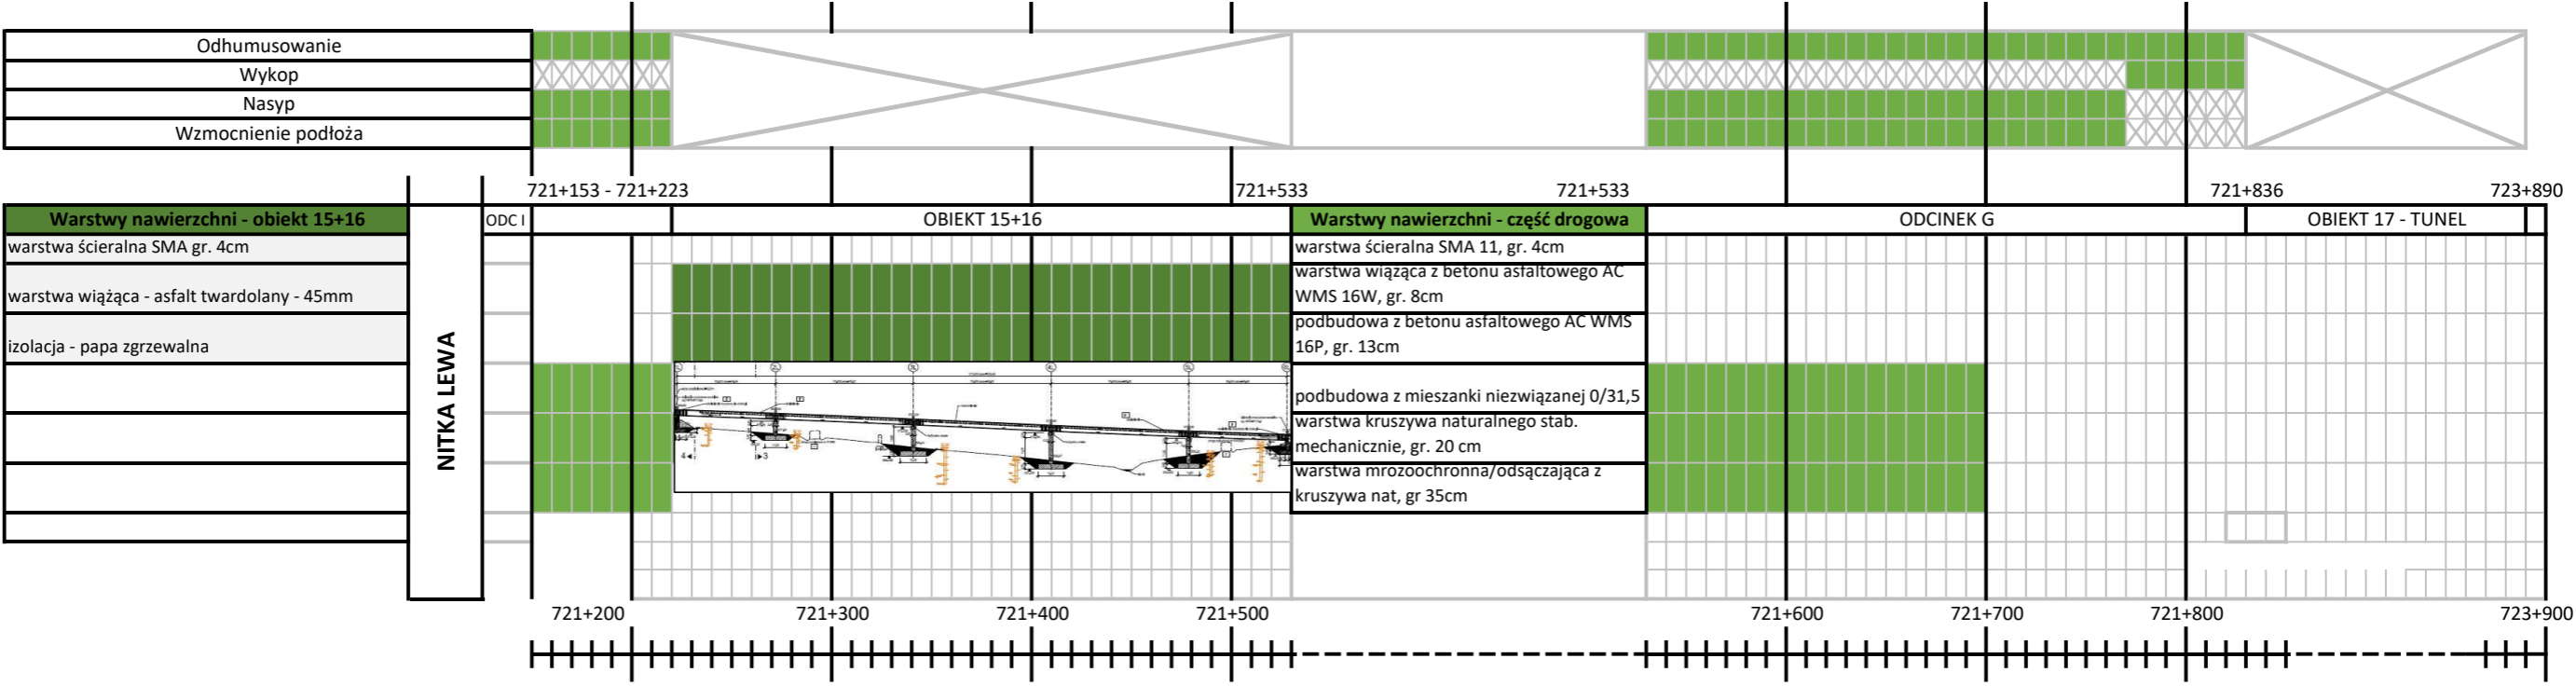 Odhumusowanie
Wykop
Nasyp
Wzmocnienie podłoża
721+153 - 721+223
721+533
721+533
721+836
723+890
Warstwy nawierzchni - obiekt 15+16
ODC I
OBIEKT 15+16
Warstwy nawierzchni - część drogowa
ODCINEK G
OBIEKT 17 - TUNEL
warstwa ścieralna SMA gr. 4cm
warstwa wiążąca - asfalt twardolany - 45mm
izolacja - papa zgrzewalna
NITKA LEWA
warstwa ścieralna SMA 11, gr. 4cm
warstwa wiążąca z betonu asfaltowego AC
WMS 16W, gr. 8cm
podbudowa z betonu asfaltowego AC WMS
16P, gr. 13cm
podbudowa z mieszanki niezwiązanej 0/31,5
warstwa kruszywa naturalnego stab.
mechanicznie, gr. 20 cm
warstwa mrozoochronna/odsączająca z
kruszywa nat, gr 35cm
4
3
721+200
721+300
721+400
721+500
721+600
721+700
721+800
723+900